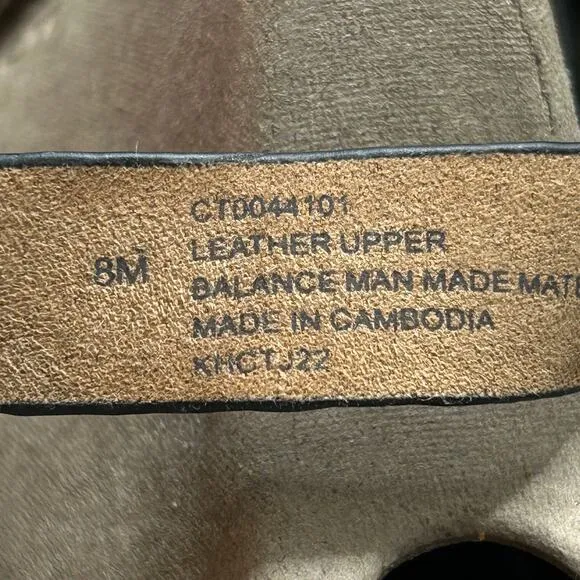 CT0044101
8M LEATHER UPPER
BALANCE MAN MADE MATE
MADE IN CAMBODIA
KHCTJ22